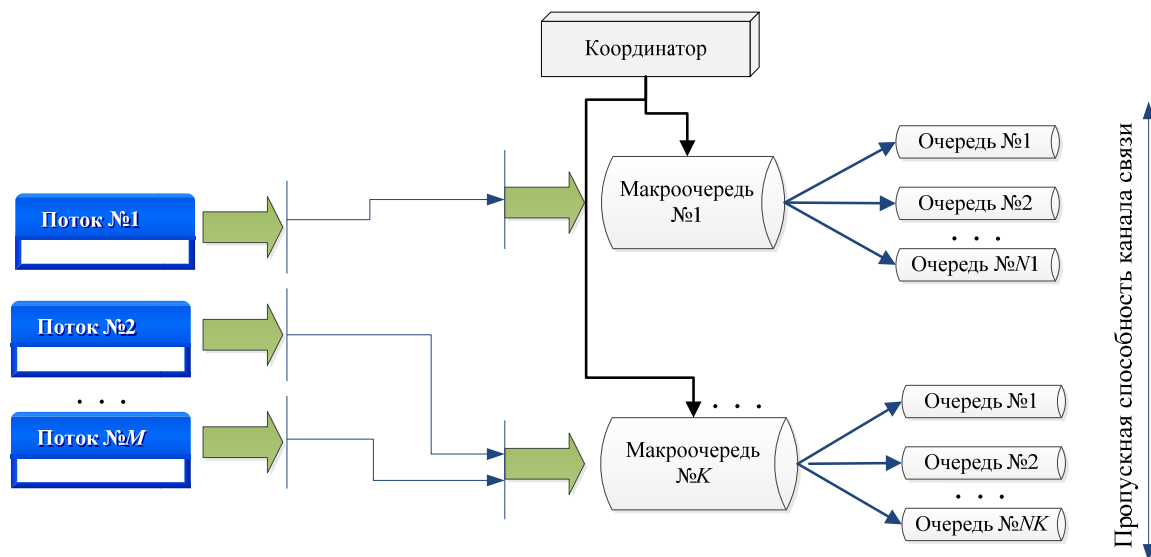 Координатор
Поток №1
Макроочередь
№1
Очередь №1
Очередь №2
. . .
Очередь №N1
Поток №2
. . .
Поток №M
. . .
Макроочередь
№K
Очередь №1
Очередь №2
. . .
Очередь №NK
Пропускная способность канала связи